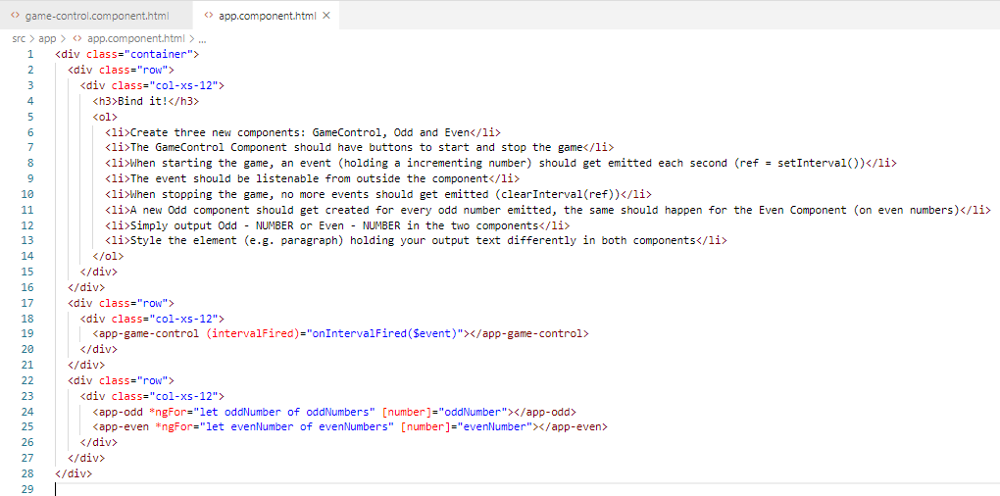 <> game-control.component.html <> app.component.html ×
src > app > <> app.component.html > ...
1 <div class="container">
2 <div class="row">
3 <div class="col-xs-12">
4 <h3>Bind it!</h3>
5 <ol>
6 <li>Create three new components: GameControl, Odd and Even</li>
7 <li>The GameControl Component should have buttons to start and stop the game</li>
8 <li>When starting the game, an event (holding a incrementing number) should get emitted each second (ref = setInterval())</li>
9 <li>The event should be listenable from outside the component</li>
10 <li>When stopping the game, no more events should get emitted (clearInterval(ref))</li>
11 <li>A new Odd component should get created for every odd number emitted, the same should happen for the Even Component (on even numbers)</li>
12 <li>Simply output Odd - NUMBER or Even - NUMBER in the two components</li>
13 <li>Style the element (e.g. paragraph) holding your output text differently in both components</li>
14 </ol>
15 </div>
16 </div>
17 <div class="row">
18 <div class="col-xs-12">
19 <app-game-control (intervalFired)="onIntervalFired($event)"></app-game-control>
20 </div>
21 </div>
22 <div class="row">
23 <div class="col-xs-12">
24 <app-odd *ngFor="let oddNumber of oddNumbers" [number]="oddNumber"></app-odd>
25 <app-even *ngFor="let evenNumber of evenNumbers" [number]="evenNumber"></app-even>
26 </div>
27 </div>
28 </div>
29